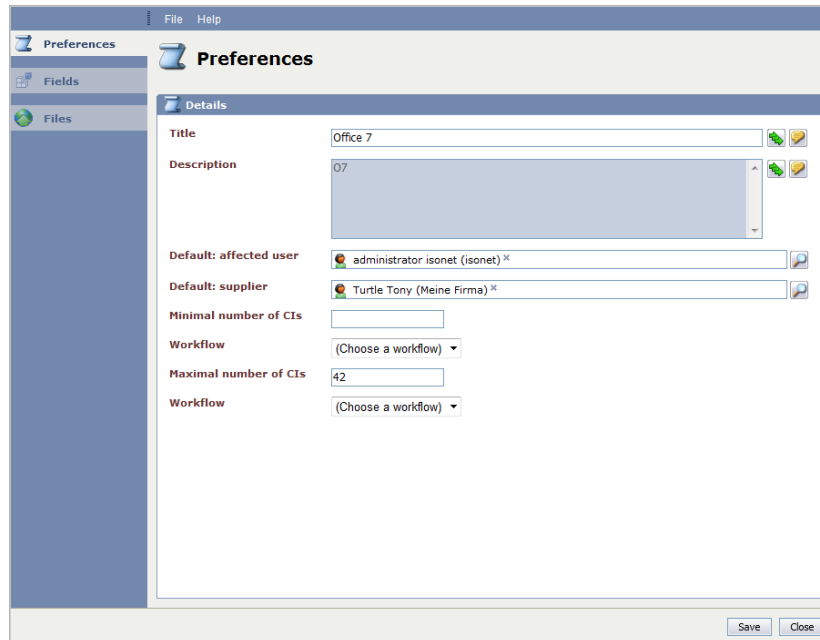 File Help
Preferences
Fields
Files
Preferences
Details
Title
Office 7
Description
O7
Default: affected user
administrator isonet (isonet)
Default: supplier
Turtle Tony (Meine Firma)
Minimal number of CIs
Workflow
(Choose a workflow)
Maximal number of CIs
42
Workflow
(Choose a workflow)
Save Close